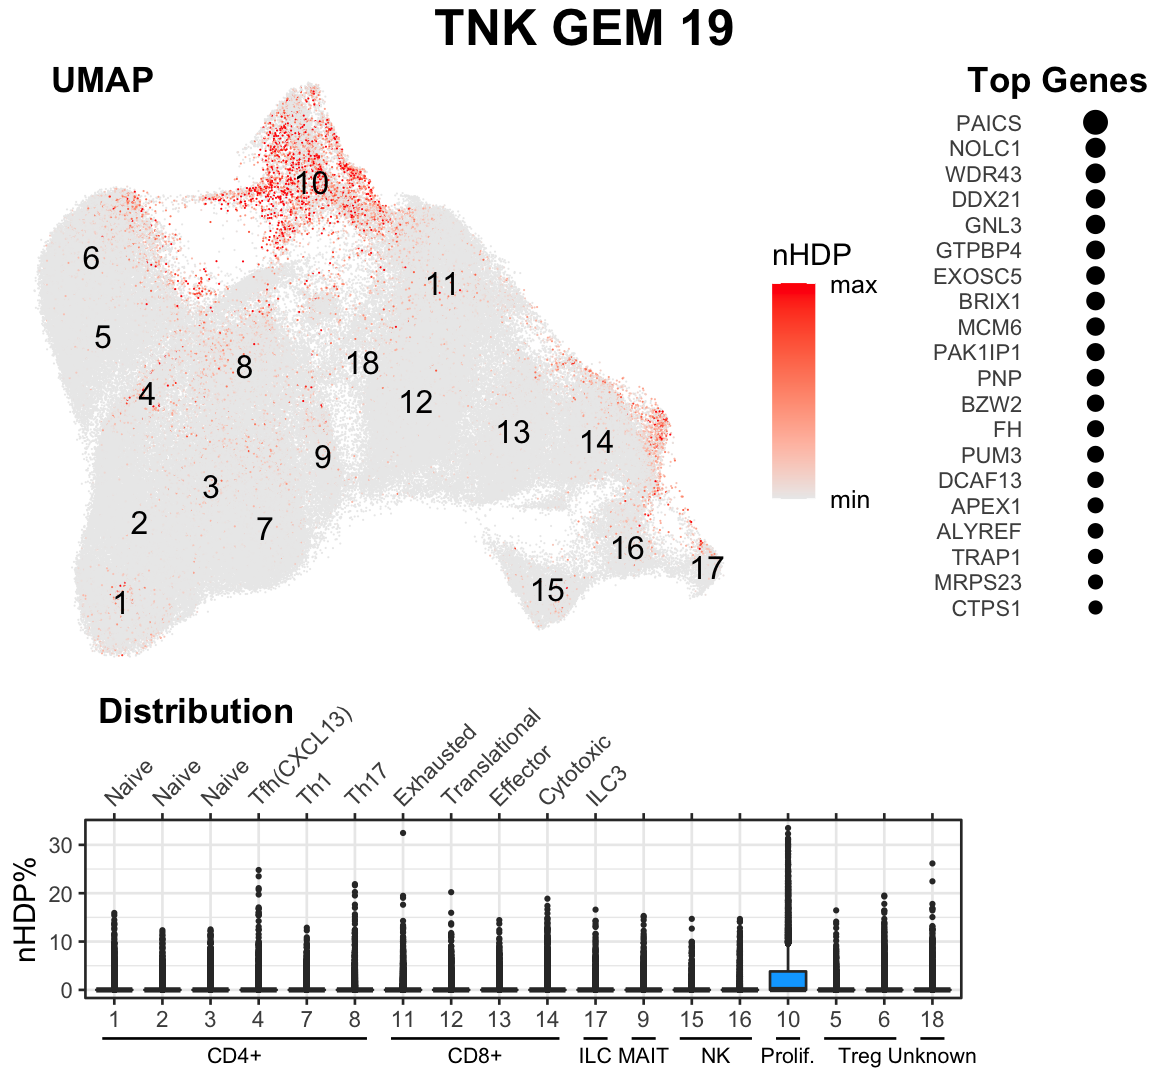 TNK GEM 19
UMAP
10
6
11
5
8
18
4
12
13
14
9
3
2
7
16
17
15
1
nHDP
max
min
Top Genes
PAICS
NOLC1
WDR43
DDX21
GNL3
GTPBP4
EXOSC5
BRIX1
MCM6
PAK1IP1
PNP
BZW2
FH
PUM3
DCAF13
APEX1
ALYREF
TRAP1
MRPS23
CTPS1
Distribution
Naive Naive Naive Tfh(CXCL13) Th1 Th17 Exhausted Translational Effector Cytotoxic ILC3
nHDP%
30
20
10
0
1 2 3 4 7 8 11 12 13 14 17 9 15 16 10 5 6 18
CD4+ CD8+ ILC MAIT NK Prolif. Treg Unknown